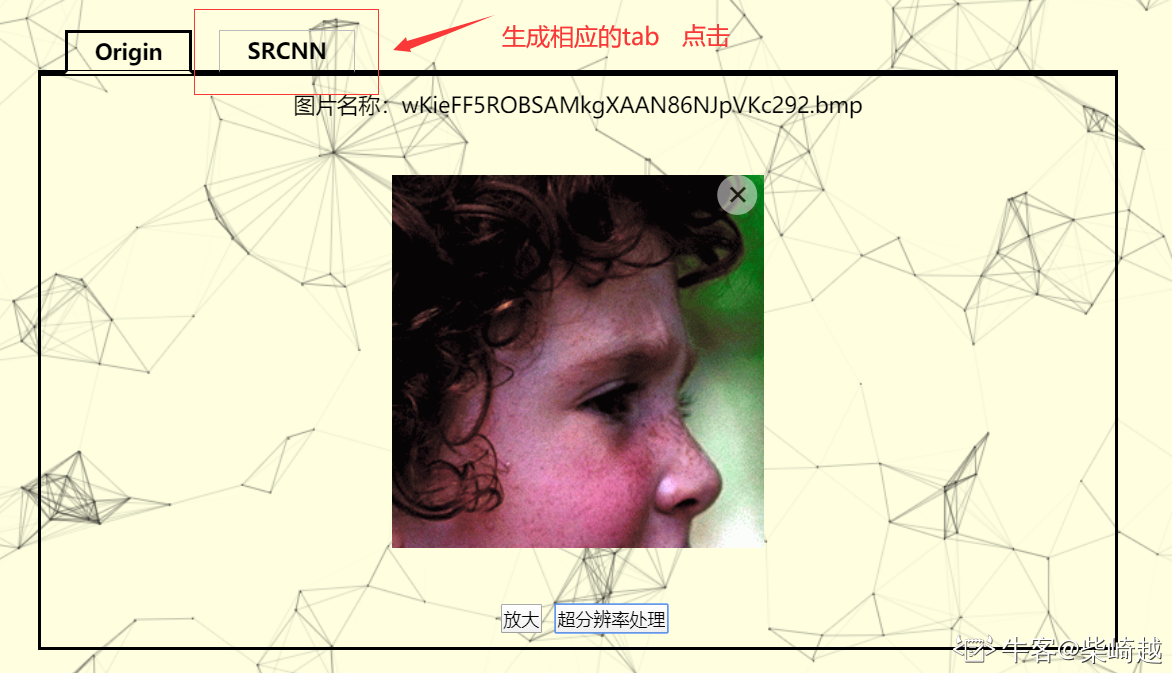 Origin
SRCNN
生成相应的tab 点击
图片名称：wKieFF5ROBSAMkgXAAN86NJpVKc292.bmp
放大
超分辨率处理
牛客@柴崎越